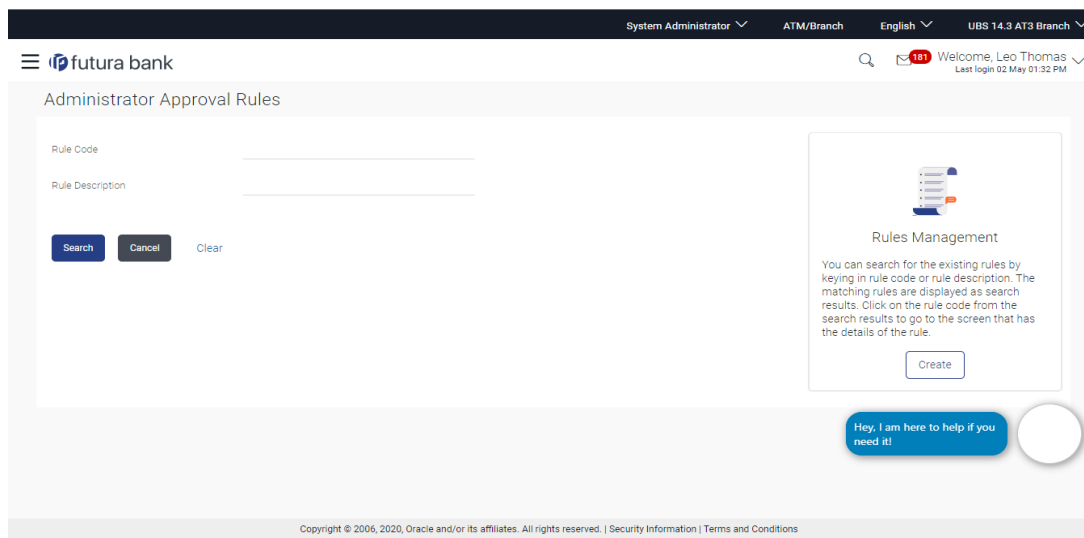 System Administrator ATM/Branch English UBS 14.3 AT3 Branch
futura bank 181 Welcome, Leo Thomas
Last login 02 May 01:32 PM
Administrator Approval Rules
Rule Code
Rule Description
Search Cancel Clear
Rules Management
You can search for the existing rules by
keying in rule code or rule description. The
matching rules are displayed as search
results. Click on the rule code from the
search results to go to the screen that has
the details of the rule.
Create
Hey, I am here to help if you
need it!
Copyright © 2006, 2020, Oracle and/or its affiliates. All rights reserved. | Security Information | Terms and Conditions